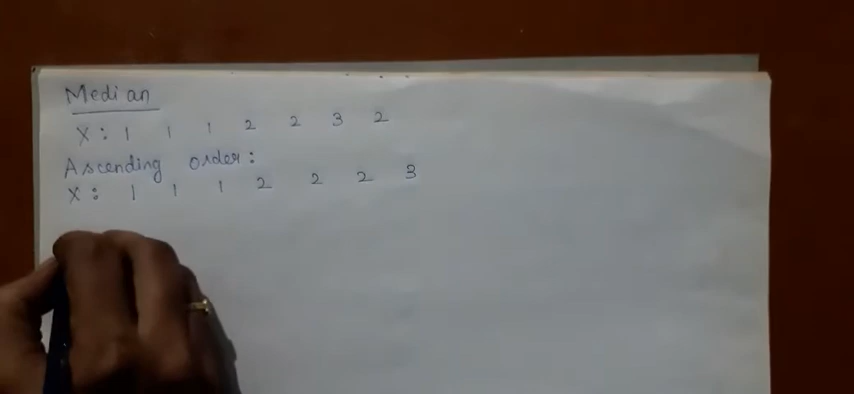 Median
X : 1 1 1 2 2 3 2
Ascending order :
X : 1 1 1 2 2 2 3